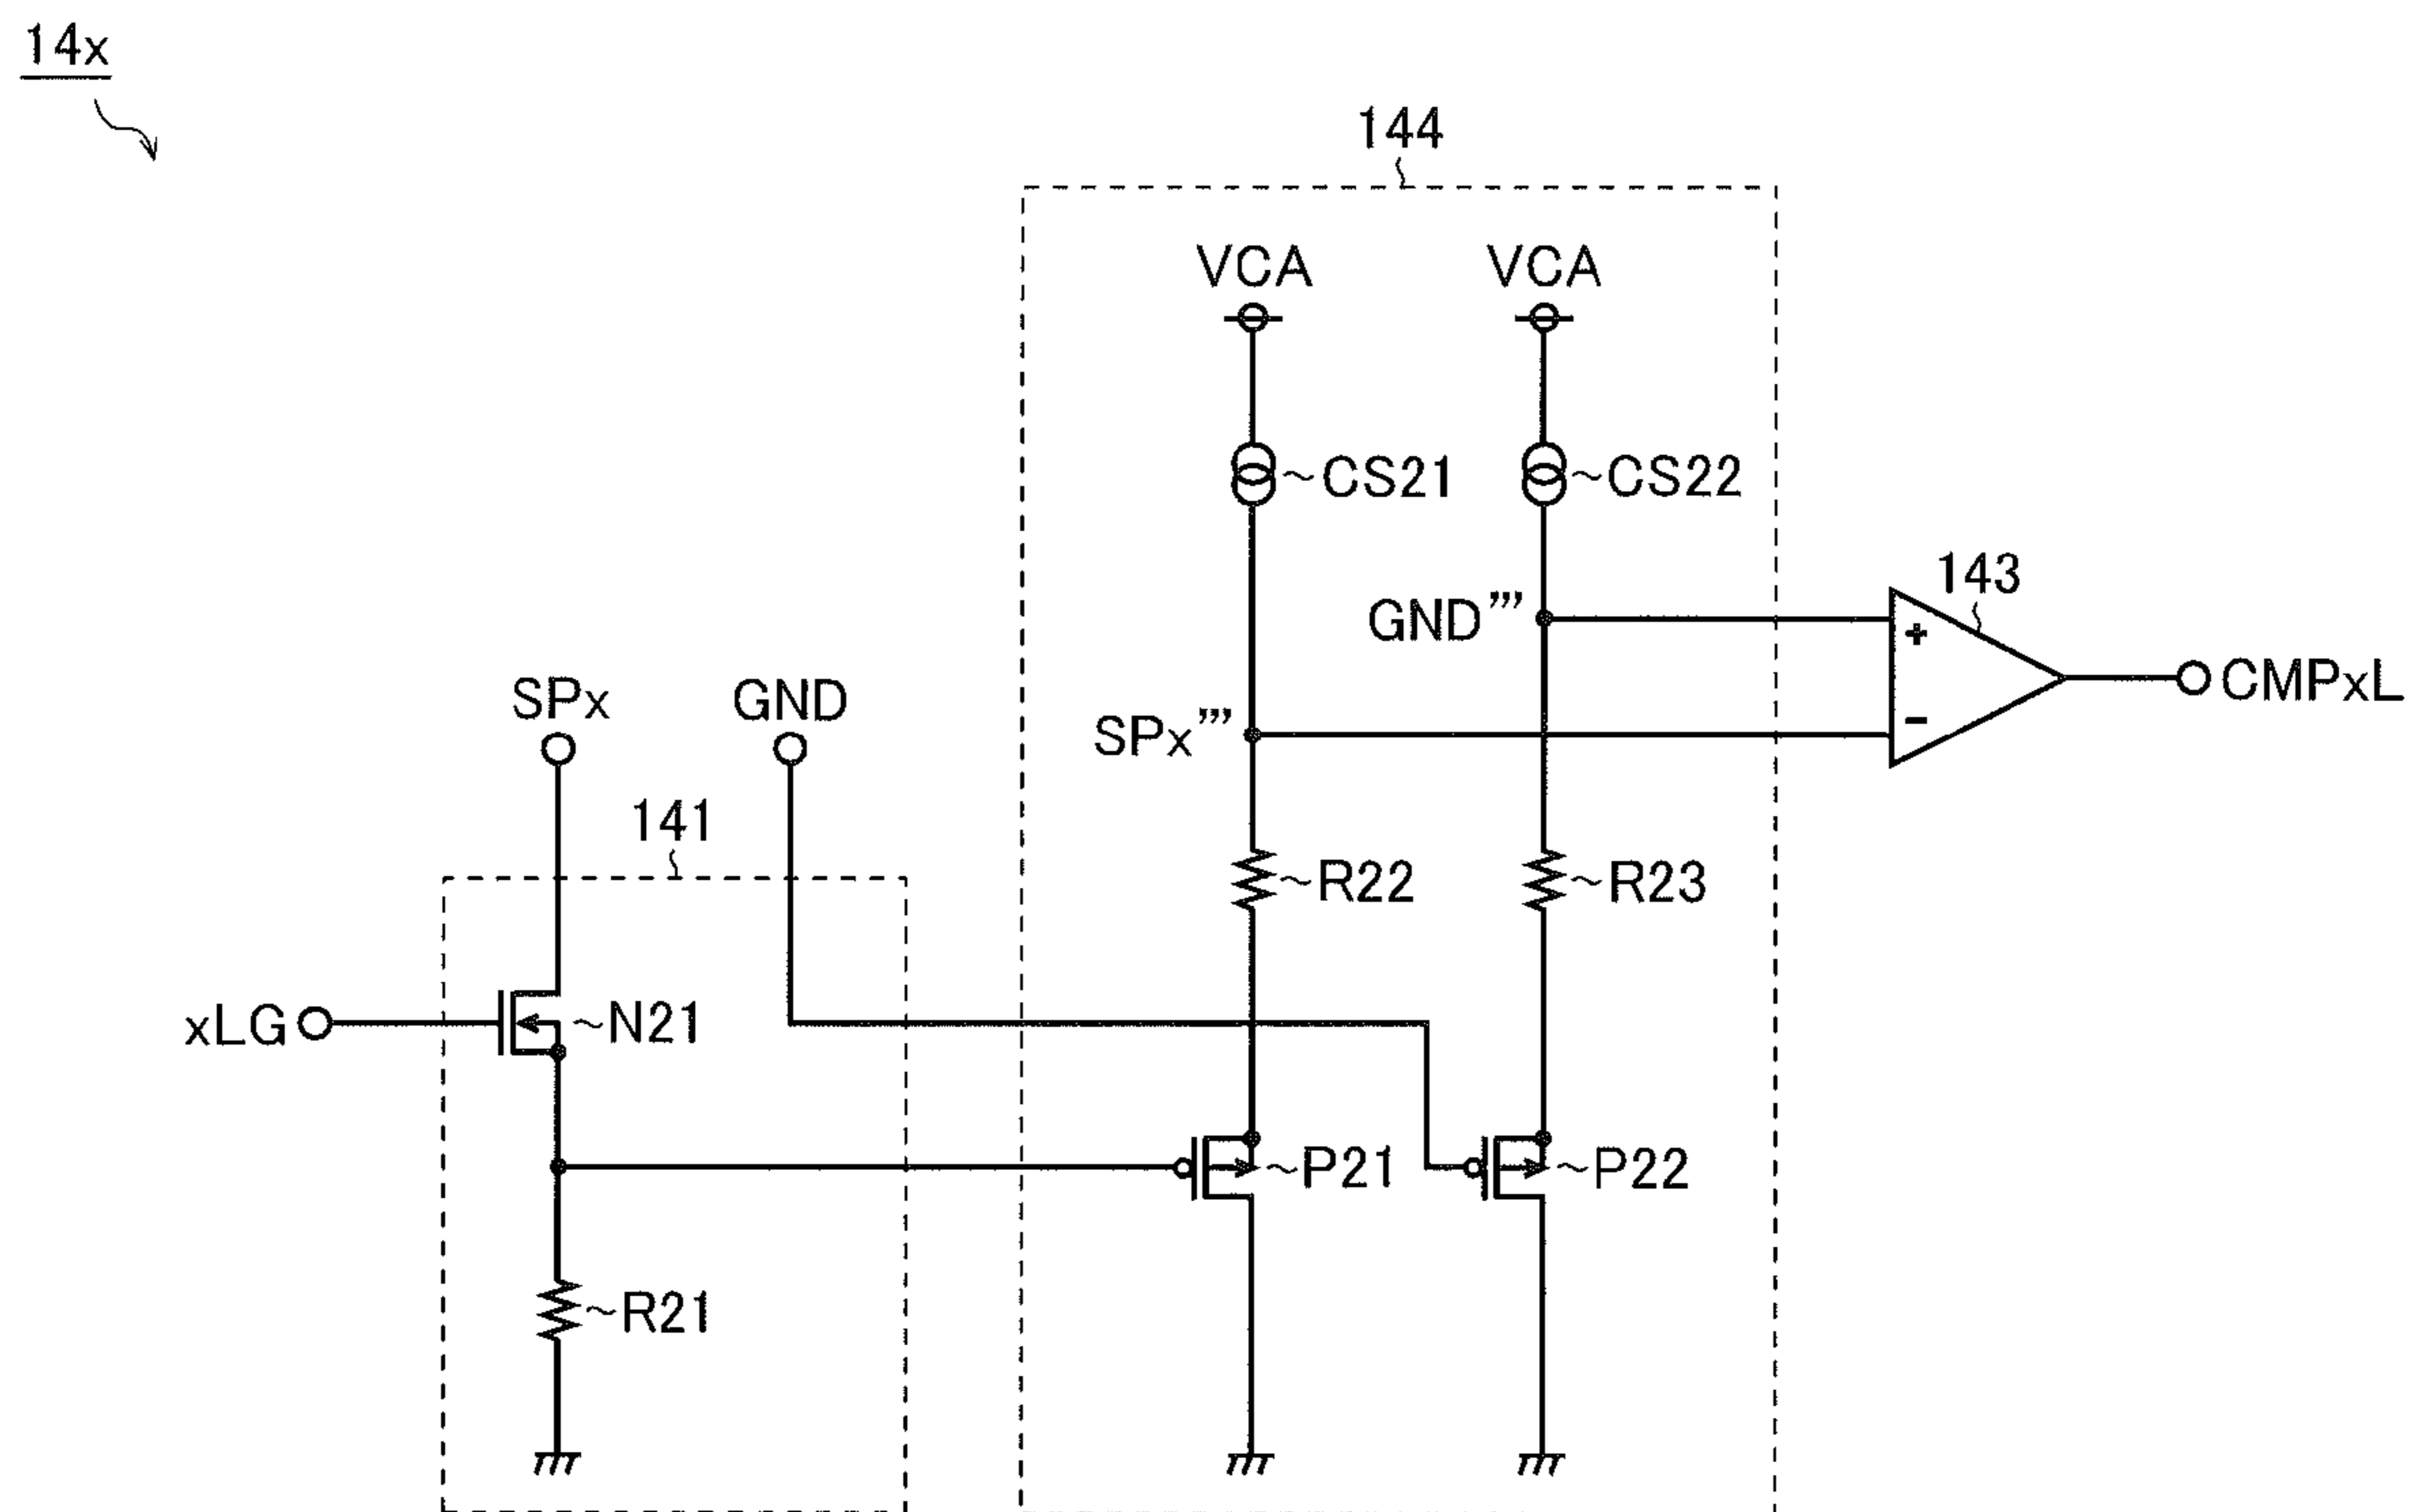 14x
144
VCA VCA
CS21 CS22
143
GND’’’
+
CMPxL
SPx GND
SPx’’’
-
141
R22 R23
xLG N21
P21 P22
R21